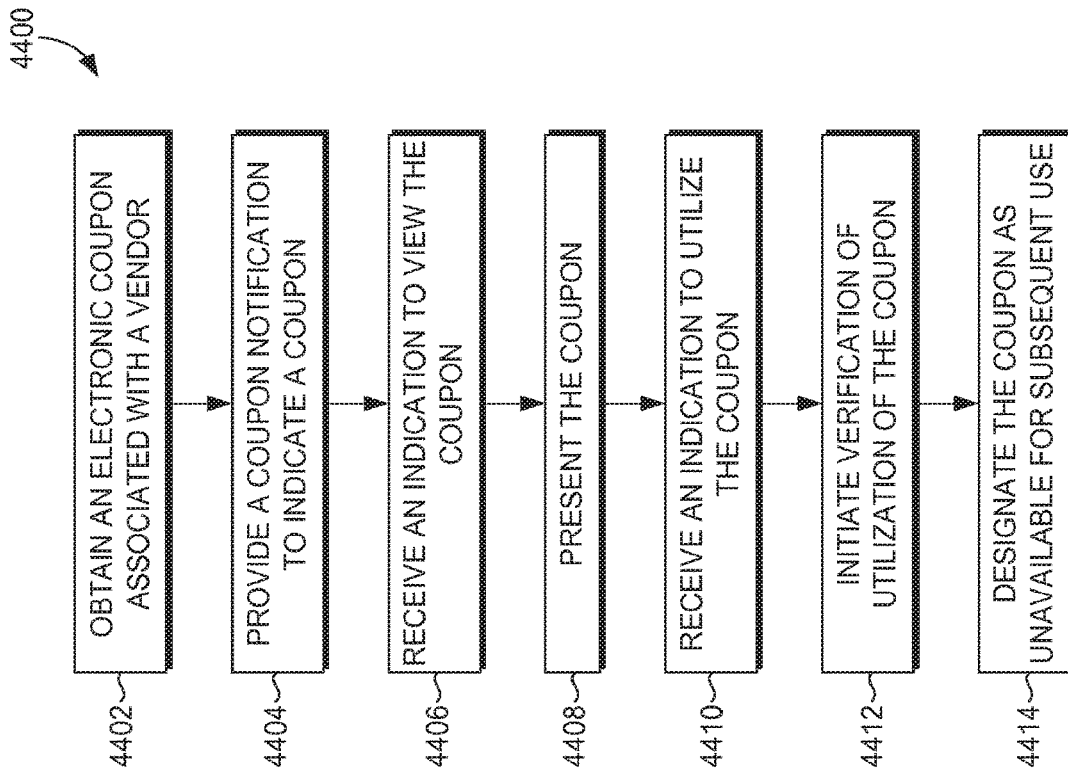 4400
4402
OBTAIN AN ELECTRONIC COUPON
ASSOCIATED WITH A VENDOR
4404
PROVIDE A COUPON NOTIFICATION
TO INDICATE A COUPON
4406
RECEIVE AN INDICATION TO VIEW THE
COUPON
4408
PRESENT THE COUPON
4410
RECEIVE AN INDICATION TO UTILIZE
THE COUPON
4412
INITIATE VERIFICATION OF
UTILIZATION OF THE COUPON
4414
DESIGNATE THE COUPON AS
UNAVAILABLE FOR SUBSEQUENT USE